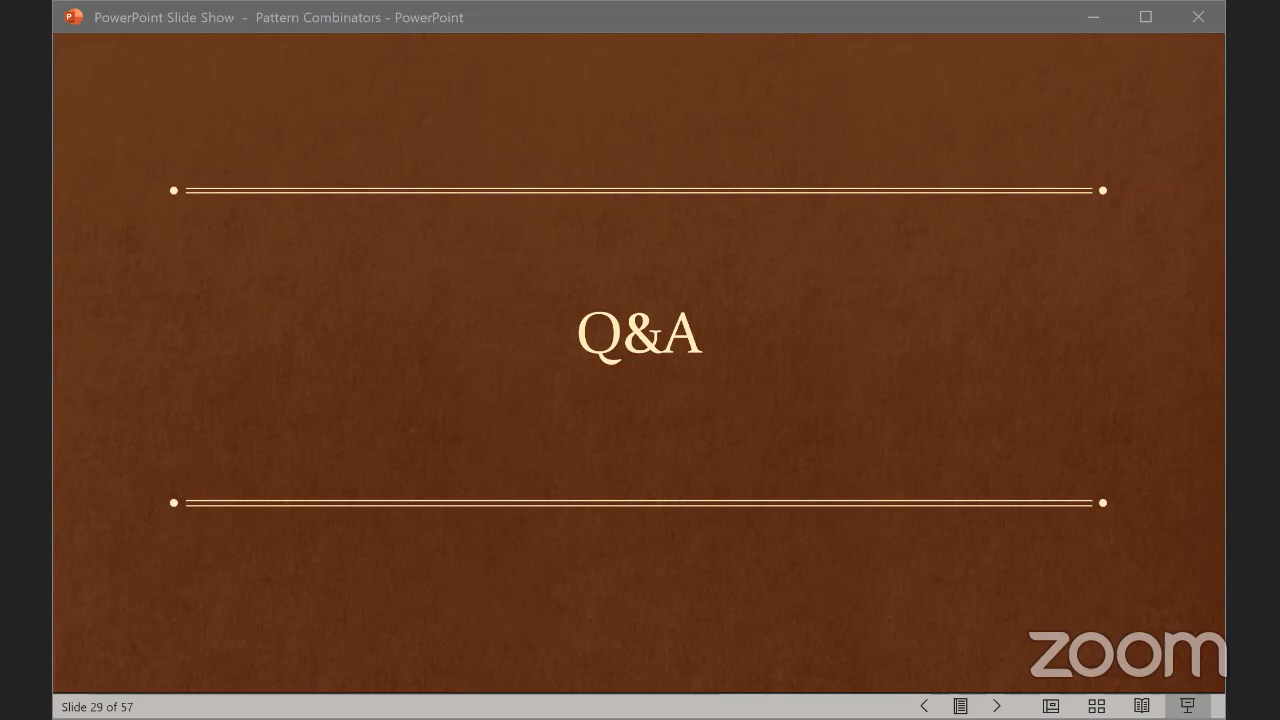 PowerPoint Slide Show - Pattern Combinators - PowerPoint
Q&A
zoom
Slide 29 of 57